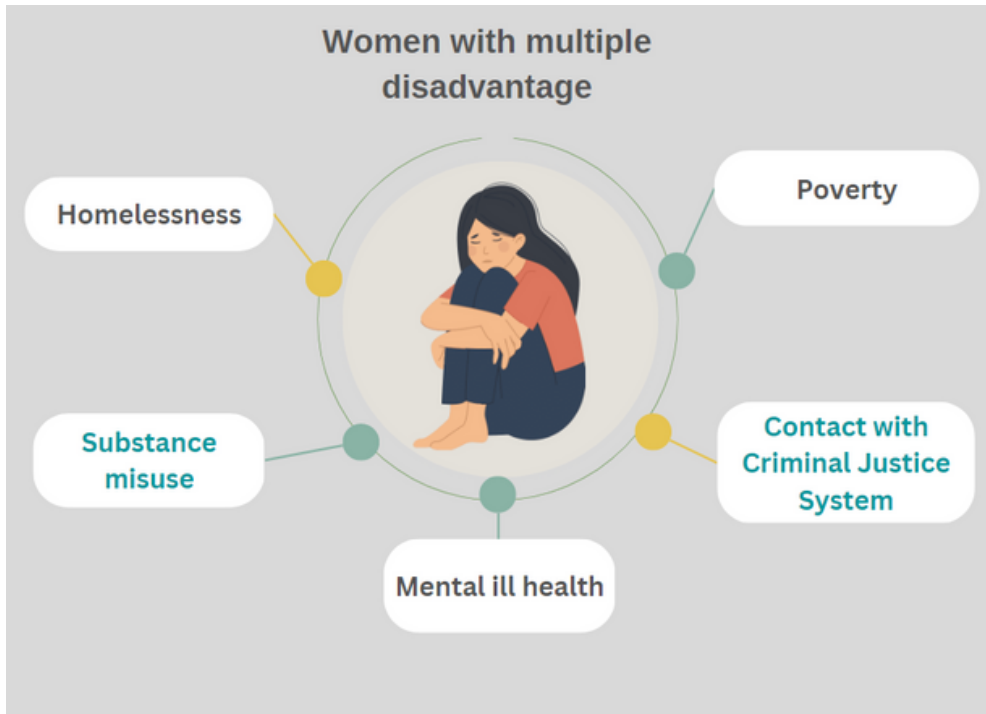 Women with multiple
disadvantage
Homelessness
Poverty
Substance
misuse
Contact with
Criminal Justice
System
Mental ill health